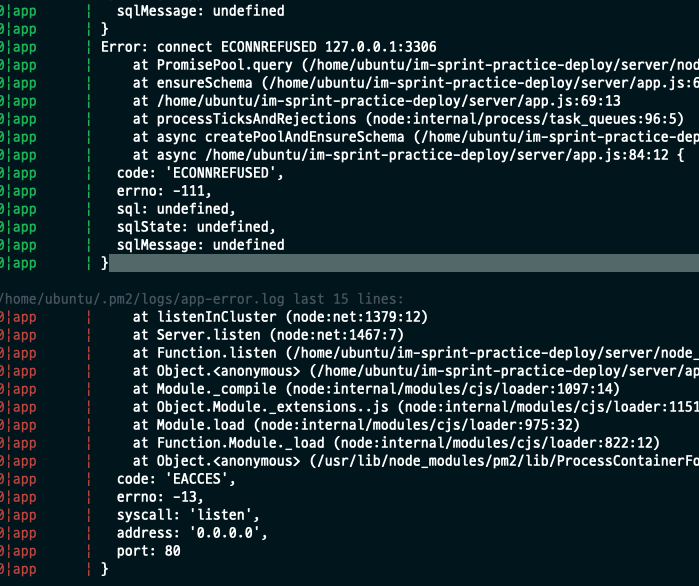 0|app | sqlMessage: undefined
0|app | }
0|app | Error: connect ECONNREFUSED 127.0.0.1:3306
0|app | at PromisePool.query (/home/ubuntu/im-sprint-practice-deploy/server/nod
0|app | at ensureSchema (/home/ubuntu/im-sprint-practice-deploy/server/app.js:6
0|app | at /home/ubuntu/im-sprint-practice-deploy/server/app.js:69:13
0|app | at processTicksAndRejections (node:internal/process/task_queues:96:5)
0|app | at async createPoolAndEnsureSchema (/home/ubuntu/im-sprint-practice-dep
0|app | at async /home/ubuntu/im-sprint-practice-deploy/server/app.js:84:12 {
0|app | code: 'ECONNREFUSED',
0|app | errno: -111,
0|app | sql: undefined,
0|app | sqlState: undefined,
0|app | sqlMessage: undefined
0|app | }
/home/ubuntu/.pm2/logs/app-error.log last 15 lines:
0|app | at listenInCluster (node:net:1379:12)
0|app | at Server.listen (node:net:1467:7)
0|app | at Function.listen (/home/ubuntu/im-sprint-practice-deploy/server/node_
0|app | at Object.<anonymous> (/home/ubuntu/im-sprint-practice-deploy/server/ap
0|app | at Module._compile (node:internal/modules/cjs/loader:1097:14)
0|app | at Object.Module._extensions..js (node:internal/modules/cjs/loader:1151
0|app | at Module.load (node:internal/modules/cjs/loader:975:32)
0|app | at Function.Module._load (node:internal/modules/cjs/loader:822:12)
0|app | at Object.<anonymous> (/usr/lib/node_modules/pm2/lib/ProcessContainerFo
0|app | code: 'EACCES',
0|app | errno: -13,
0|app | syscall: 'listen',
0|app | address: '0.0.0.0',
0|app | port: 80
0|app | }